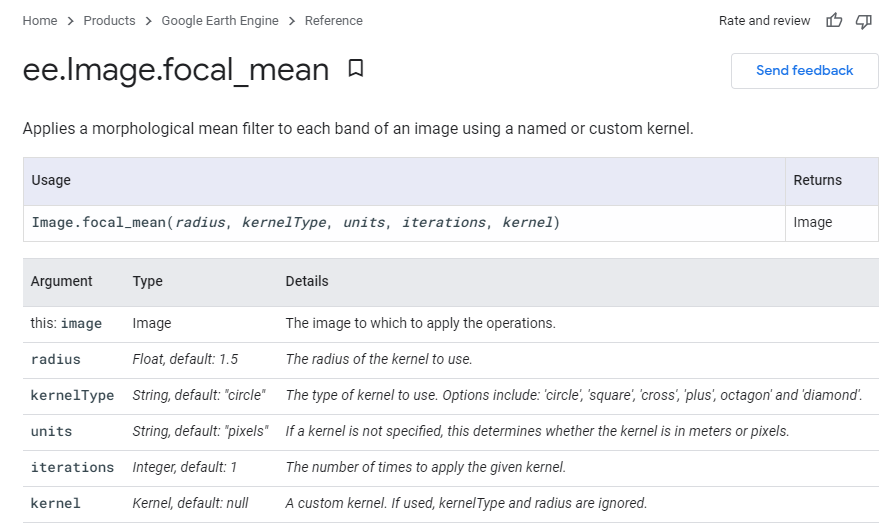 Home > Products > Google Earth Engine > Reference
Rate and review
ee.Image.focal_mean
Send feedback
Applies a morphological mean filter to each band of an image using a named or custom kernel.
Usage Returns
Image.focal_mean(radius, kernelType, units, iterations, kernel) Image
Argument Type Details
this: image Image The image to which to apply the operations.
radius Float, default: 1.5 The radius of the kernel to use.
kernelType String, default: "circle" The type of kernel to use. Options include: 'circle', 'square', 'cross', 'plus', octagon' and 'diamond'.
units String, default: "pixels" If a kernel is not specified, this determines whether the kernel is in meters or pixels.
iterations Integer, default: 1 The number of times to apply the given kernel.
kernel Kernel, default: null A custom kernel. If used, kernelType and radius are ignored.